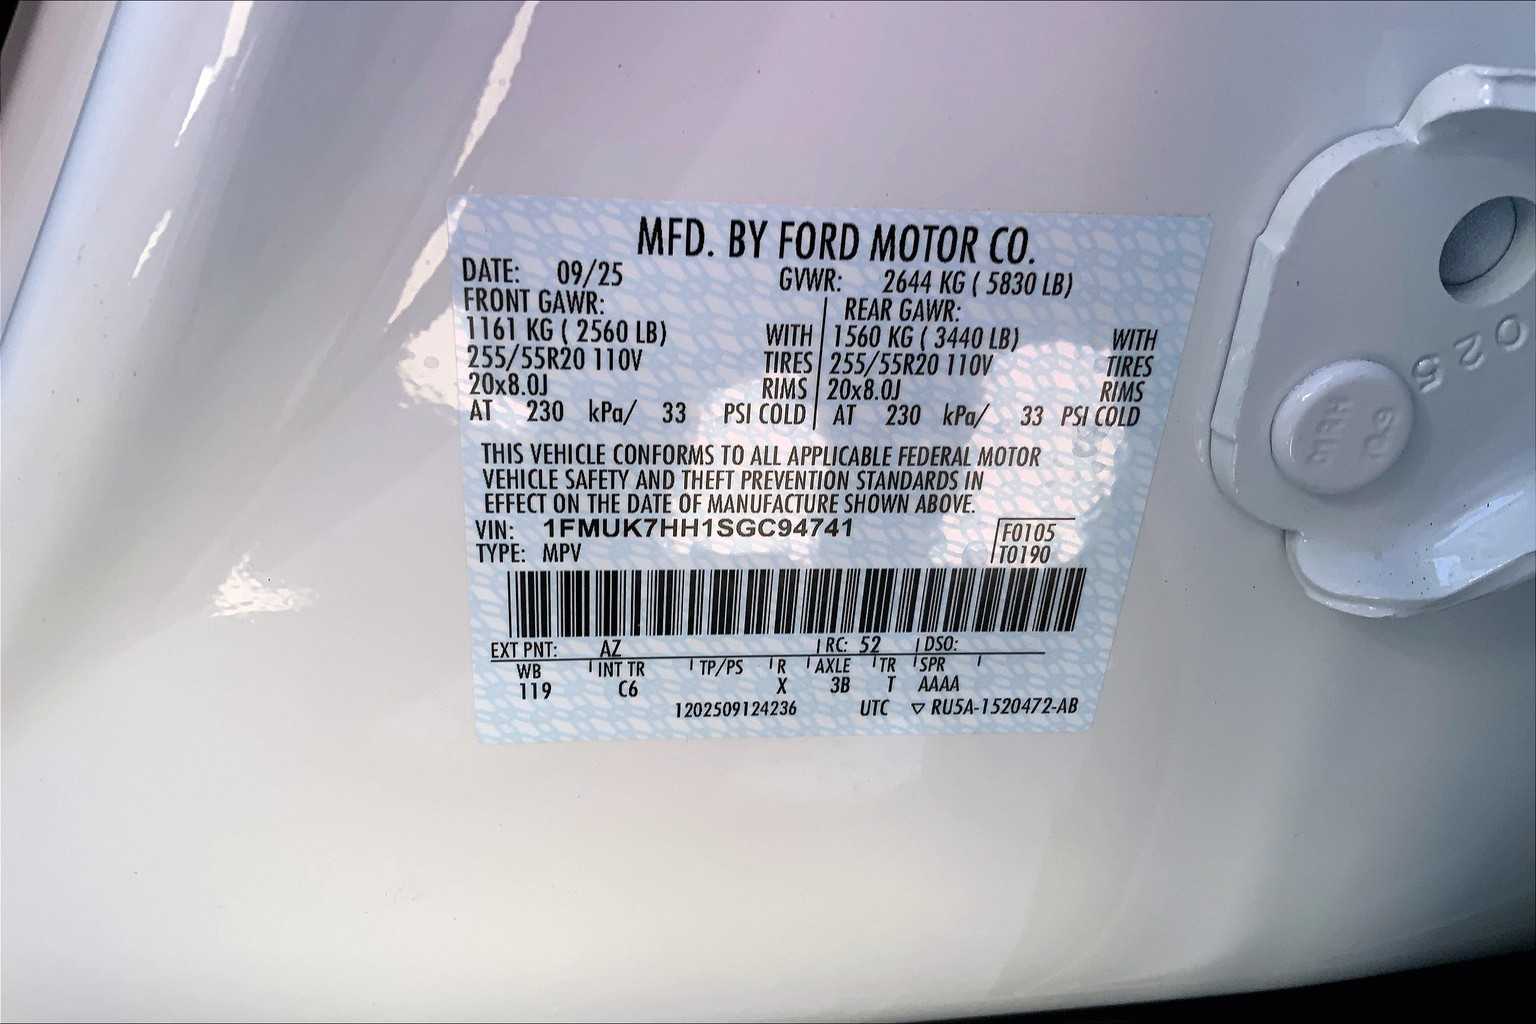 MFD. BY FORD MOTOR CO.
DATE: 09/25 GVWR: 2644 KG ( 5830 LB)
FRONT GAWR: REAR GAWR:
1161 KG ( 2560 LB) WITH 1560 KG ( 3440 LB) WITH
255/55R20 110V TIRES 255/55R20 110V TIRES
20x8.0J RIMS 20x8.0J RIMS
AT 230 kPa/ 33 PSI COLD AT 230 kPa/ 33 PSI COLD
THIS VEHICLE CONFORMS TO ALL APPLICABLE FEDERAL MOTOR
VEHICLE SAFETY AND THEFT PREVENTION STANDARDS IN
EFFECT ON THE DATE OF MANUFACTURE SHOWN ABOVE.
VIN: 1FMUK7HH1SGC94741 F0105
TYPE: MPV T0190
EXT PNT: AZ RC: 52 DSO:
WB INT TR TP/PS R AXLE TR SPR
119 C6 X 3B T AAAA
1202509124236 UTC ▽ RU5A-1520472-AB